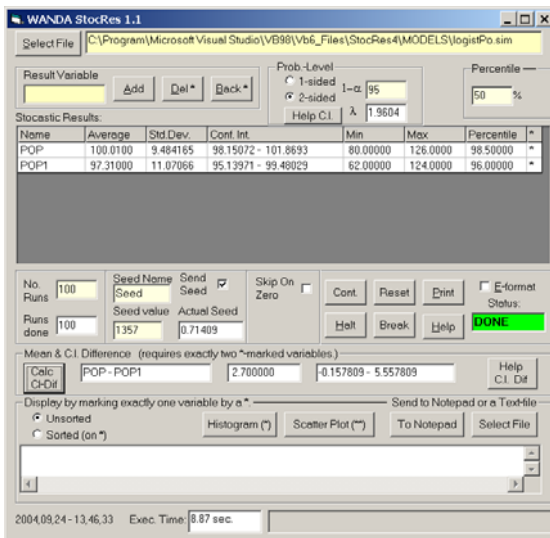 WANDA StocRes 1.1
Select File C:\Program\Microsoft Visual Studio\VB98\Vb6_Files\StocRes4\MODELS\logistPo.sim
Result Variable
Add Del * Back *
Prob.-Level
1-sided
2-sided
1-α 95
Help C.I. λ 1.9604
Percentile
50 %
Stocastic Results:
Name Average Std.Dev. Conf. Int. Min Max Percentile *
POP 100.0100 9.484165 98.15072 - 101.8693 80.00000 126.0000 98.50000 *
POP1 97.31000 11.07066 95.13971 - 99.48029 62.00000 124.0000 96.00000 *
No. Runs 100
Runs done 100
Seed Name Seed
Send Seed
Seed value 1357
Actual Seed 0.71409
Skip On Zero
Cont. Reset Print
Halt Break Help
E-format
Status:
DONE
Mean & C.I. Difference (requires exactly two *-marked variables.)
Calc CI-Dif POP - POP1 2.700000 -0.157809 - 5.557809 Help C.I. Dif
Display by marking exactly one variable by a *.
Unsorted
Sorted (on *)
Histogram (*) Scatter Plot (**)
Send to Notepad or a Text-file
To Notepad Select File
2004,09,24 - 13,46,33 Exec. Time: 8.87 sec.